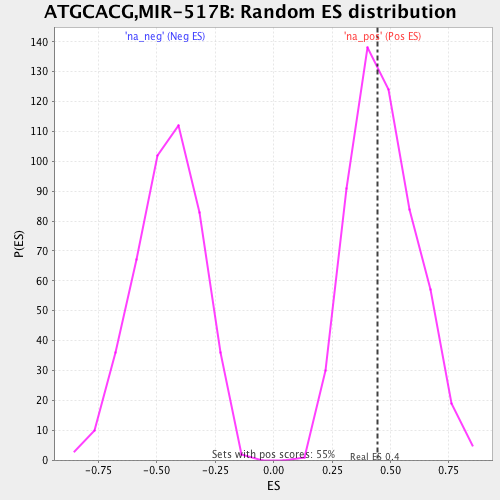 ATGCACG,MIR-517B: Random ES distribution
'na_neg' (Neg ES) 'na_pos' (Pos ES)
140
130
120
110
100
90
80
70
60
50
40
30
20
10
0
P(ES)
Sets with pos scores: 55% Real ES 0.4
-0.75 -0.50 -0.25 0.00 0.25 0.50 0.75
ES